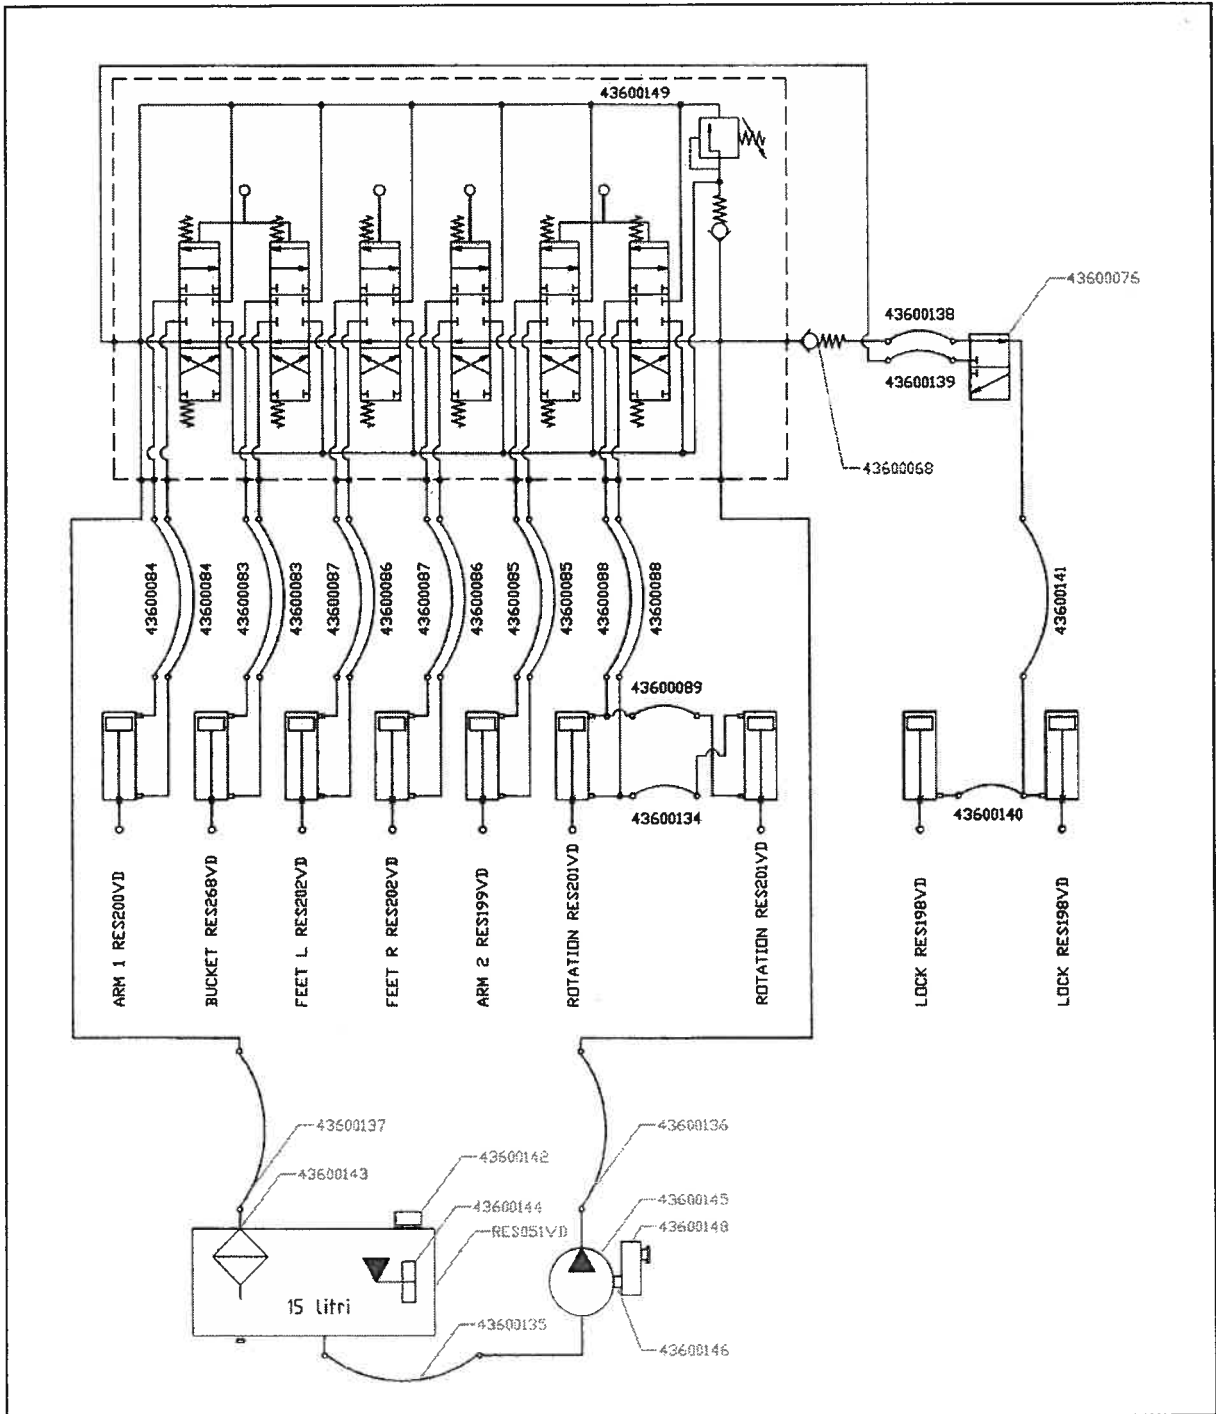 43600149
43600076
43600138
43600139
43600068
43600084
43600084
43600083
43600083
43600087
43600086
43600087
43600086
43600085
43600085
43600088
43600088
43600141
43600089
43600134
43600140
ARM 1 RES200VD
BUCKET RES268VD
FEET L RES202VD
FEET R RES202VD
ARM 2 RES199VD
ROTATION RES201VD
ROTATION RES201VD
LOCK RES198VD
LOCK RES198VD
43600137
43600136
43600142
43600143
43600144
43600145
RES051VD
43600148
15 litri
43600135
43600146